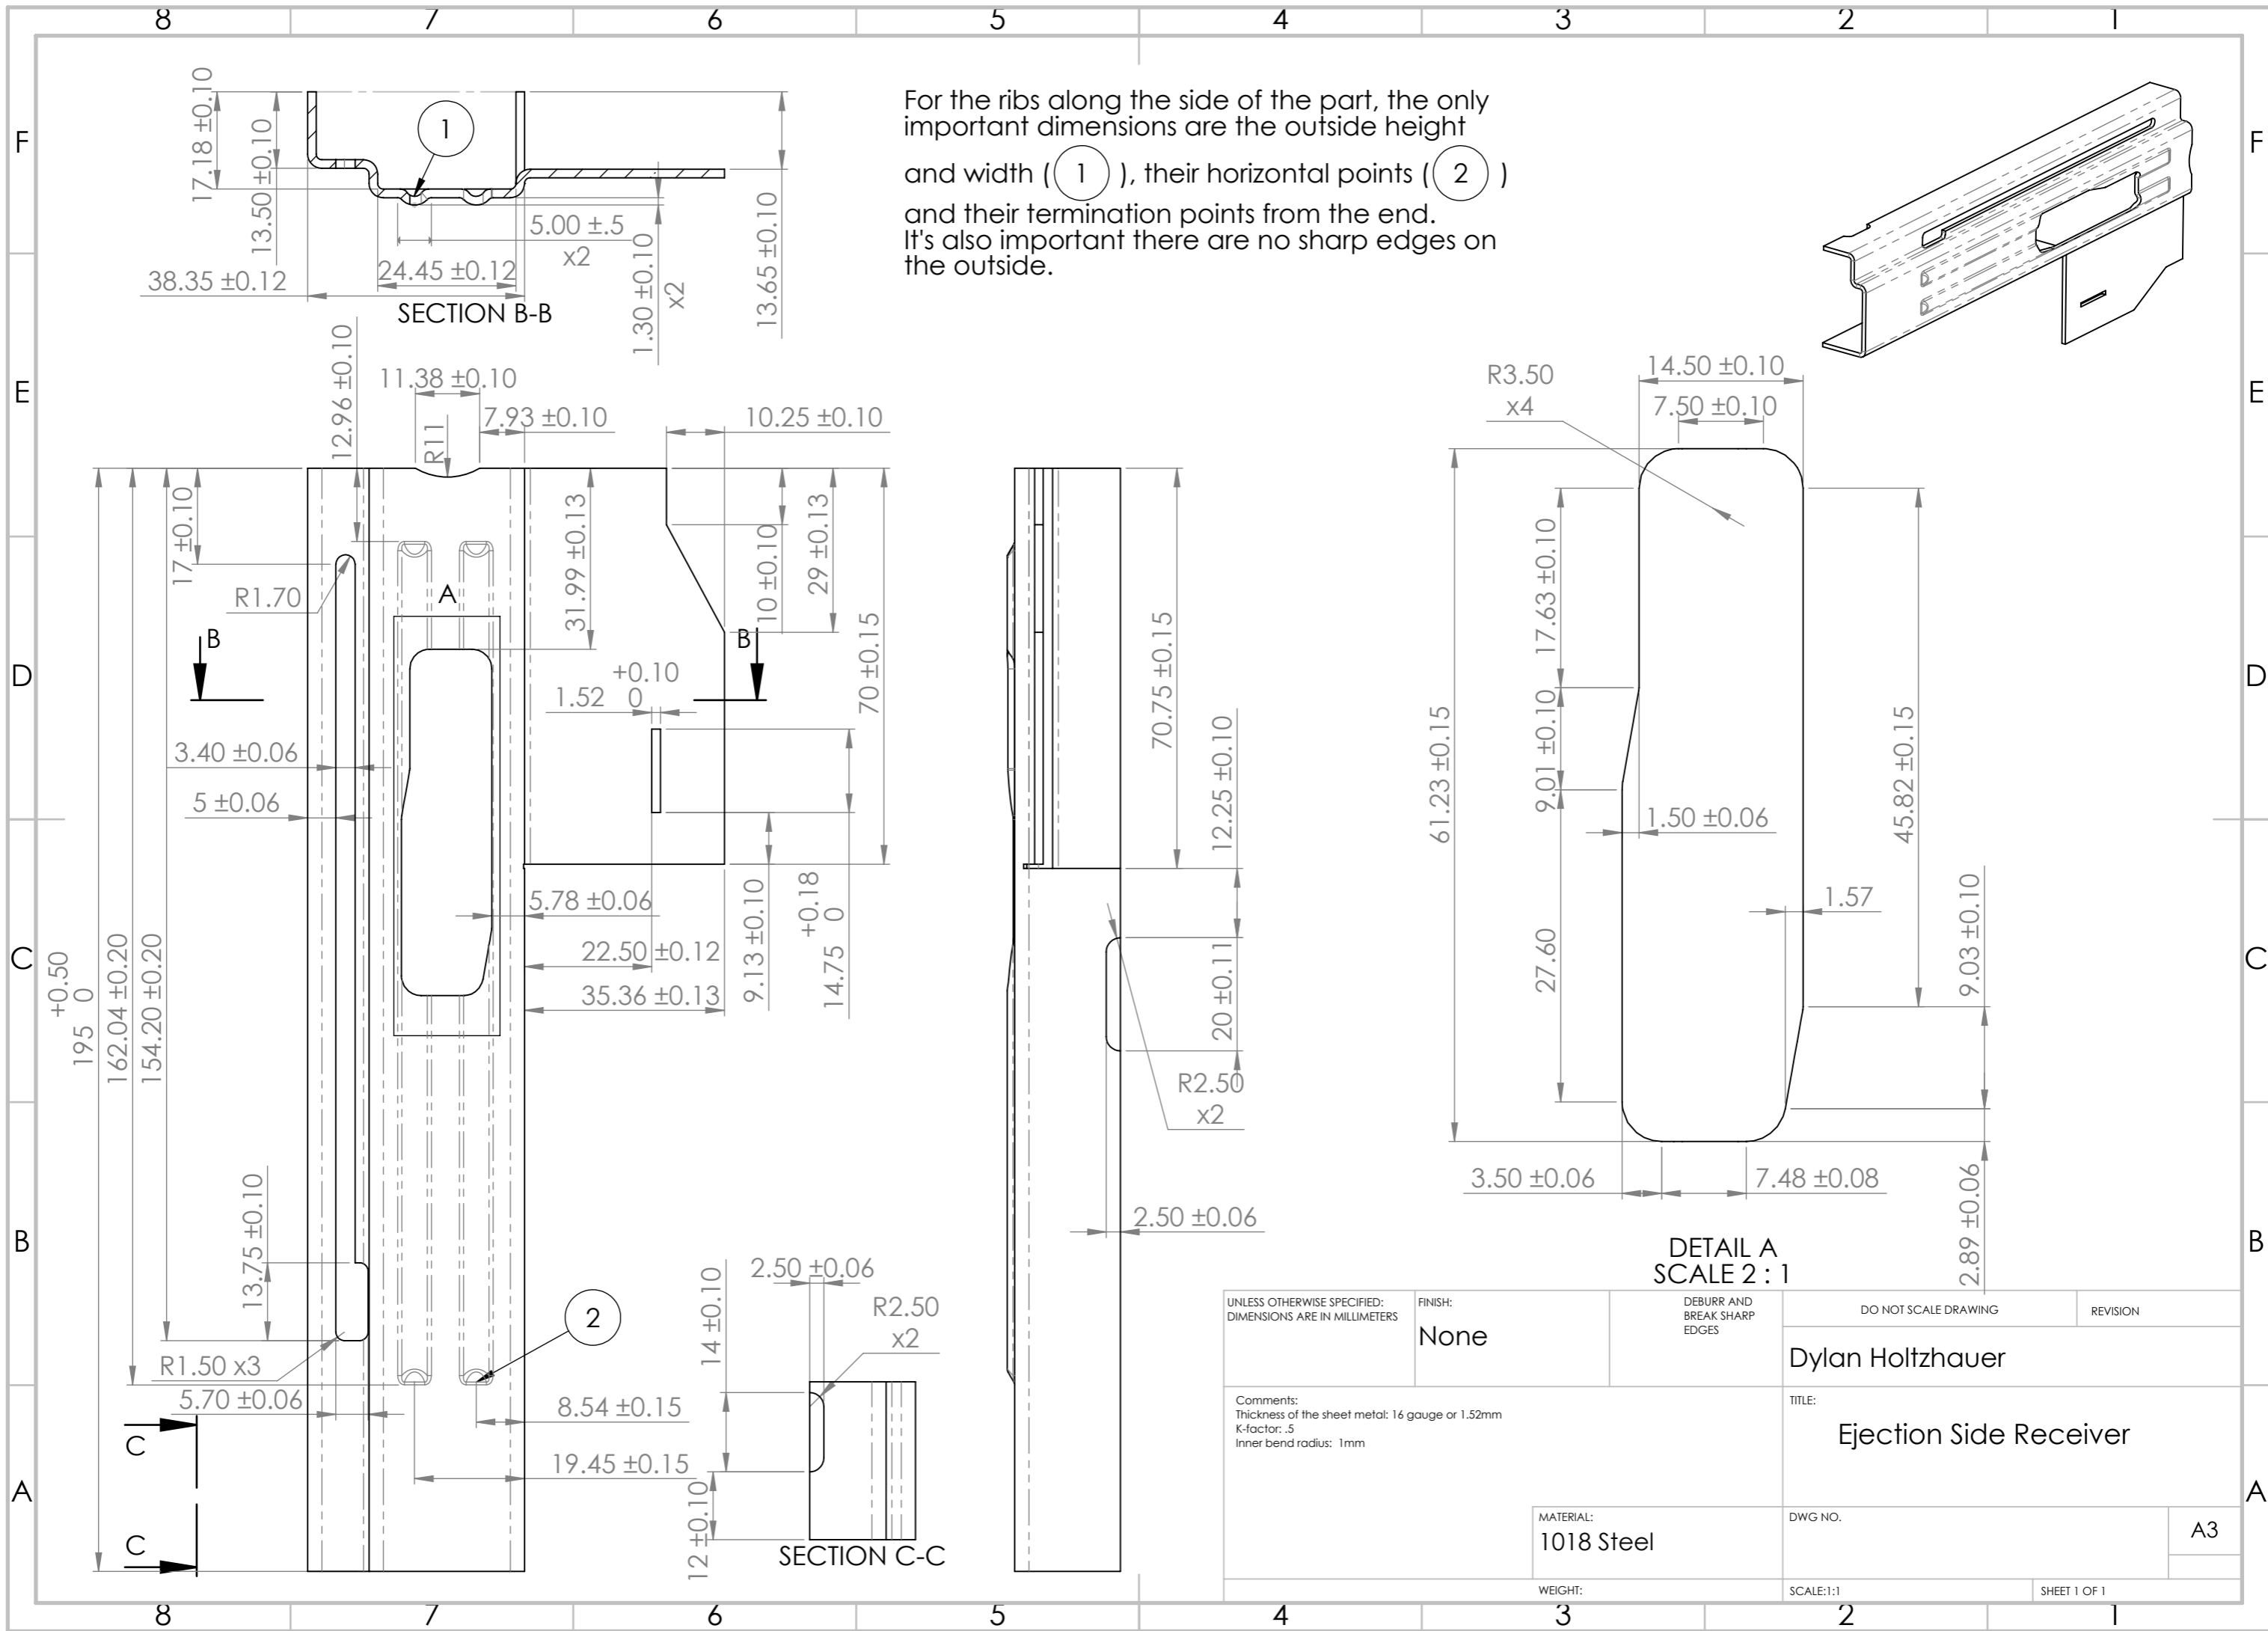 8 7 6 5 4 3 2 1
F
E
D
C
B
A
F
E
D
C
B
A
17.18 ±0.10
13.50 ±0.10
1
5.00 ±.5
x2
38.35 ±0.12
24.45 ±0.12
1.30 ±0.10
x2
13.65 ±0.10
SECTION B-B
For the ribs along the side of the part, the only
important dimensions are the outside height
and width ( 1 ), their horizontal points ( 2 )
and their termination points from the end.
It's also important there are no sharp edges on
the outside.
12.96 ±0.10
11.38 ±0.10
R11
7.93 ±0.10
10.25 ±0.10
17 ±0.10
R1.70
A
31.99 ±0.13
10 ±0.10
29 ±0.13
70 ±0.15
B
B
+0.10
1.52 0
3.40 ±0.06
5 ±0.06
5.78 ±0.06
22.50 ±0.12
35.36 ±0.13
9.13 ±0.10
+0.18
14.75 0
+0.50
195 0
162.04 ±0.20
154.20 ±0.20
13.75 ±0.10
R1.50 x3
5.70 ±0.06
2
8.54 ±0.15
19.45 ±0.15
C
C
2.50 ±0.06
14 ±0.10
R2.50
x2
12 ±0.10
SECTION C-C
70.75 ±0.15
12.25 ±0.10
20 ±0.11
R2.50
x2
2.50 ±0.06
R3.50
x4
14.50 ±0.10
7.50 ±0.10
17.63 ±0.10
61.23 ±0.15
9.01 ±0.10
1.50 ±0.06
45.82 ±0.15
1.57
9.03 ±0.10
27.60
3.50 ±0.06
7.48 ±0.08
2.89 ±0.06
DETAIL A
SCALE 2 : 1
UNLESS OTHERWISE SPECIFIED:
DIMENSIONS ARE IN MILLIMETERS
FINISH:
None
DEBURR AND
BREAK SHARP
EDGES
DO NOT SCALE DRAWING
REVISION
Dylan Holtzhauer
Comments:
Thickness of the sheet metal: 16 gauge or 1.52mm
K-factor: .5
Inner bend radius: 1mm
TITLE:
Ejection Side Receiver
MATERIAL:
1018 Steel
DWG NO.
A3
WEIGHT:
SCALE:1:1
SHEET 1 OF 1
8 7 6 5 4 3 2 1